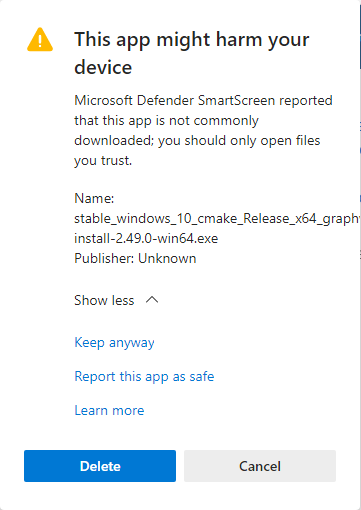 This app might harm your
device
Microsoft Defender SmartScreen reported
that this app is not commonly
downloaded; you should only open files
you trust.
Name:
stable_windows_10_cmake_Release_x64_graphv
install-2.49.0-win64.exe
Publisher: Unknown
Show less
Keep anyway
Report this app as safe
Learn more
Delete
Cancel